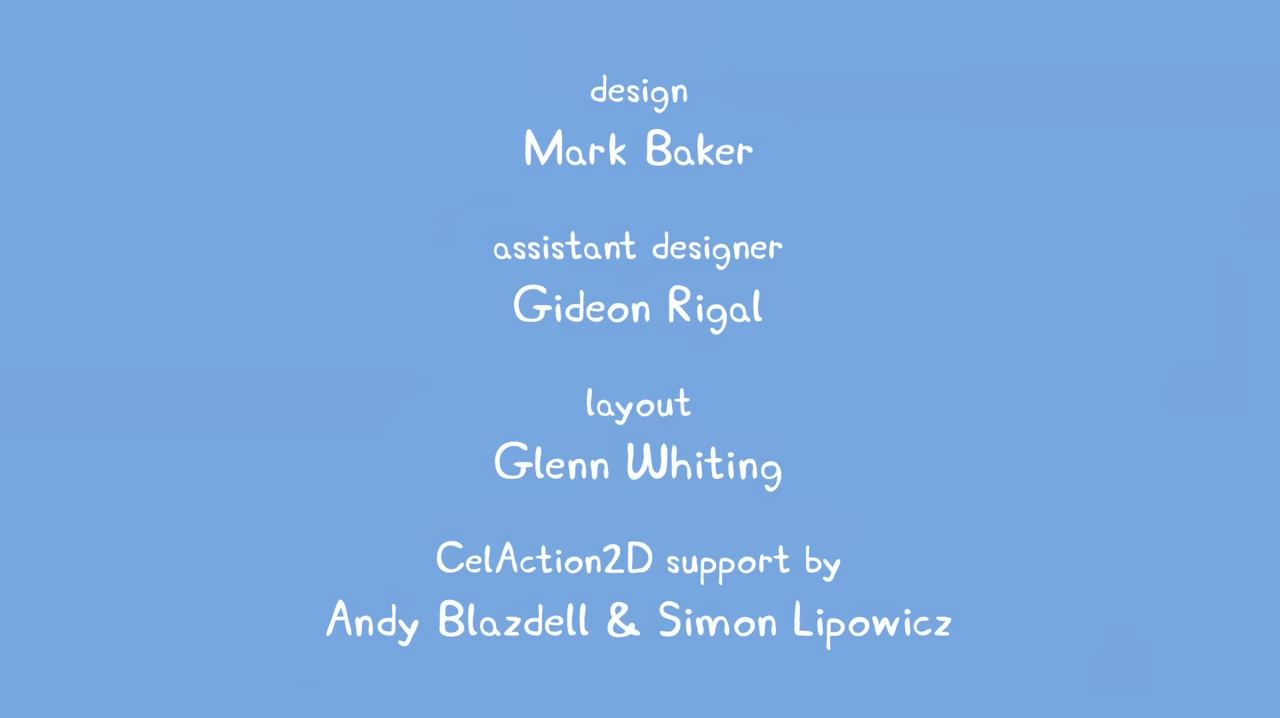 design
Mark Baker
assistant designer
Gideon Rigal
layout
Glenn Whiting
CelAction2D support by
Andy Blazdell & Simon Lipowicz